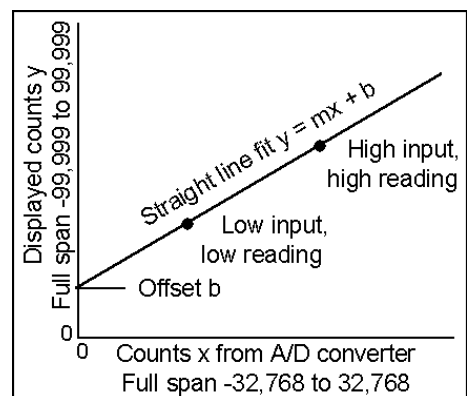 Displayed counts y
Full span -99,999 to 99,999
Straight line fit y = mx + b
High input,
high reading
Low input,
low reading
Offset b
0
0
Counts x from A/D converter
Full span -32,768 to 32,768